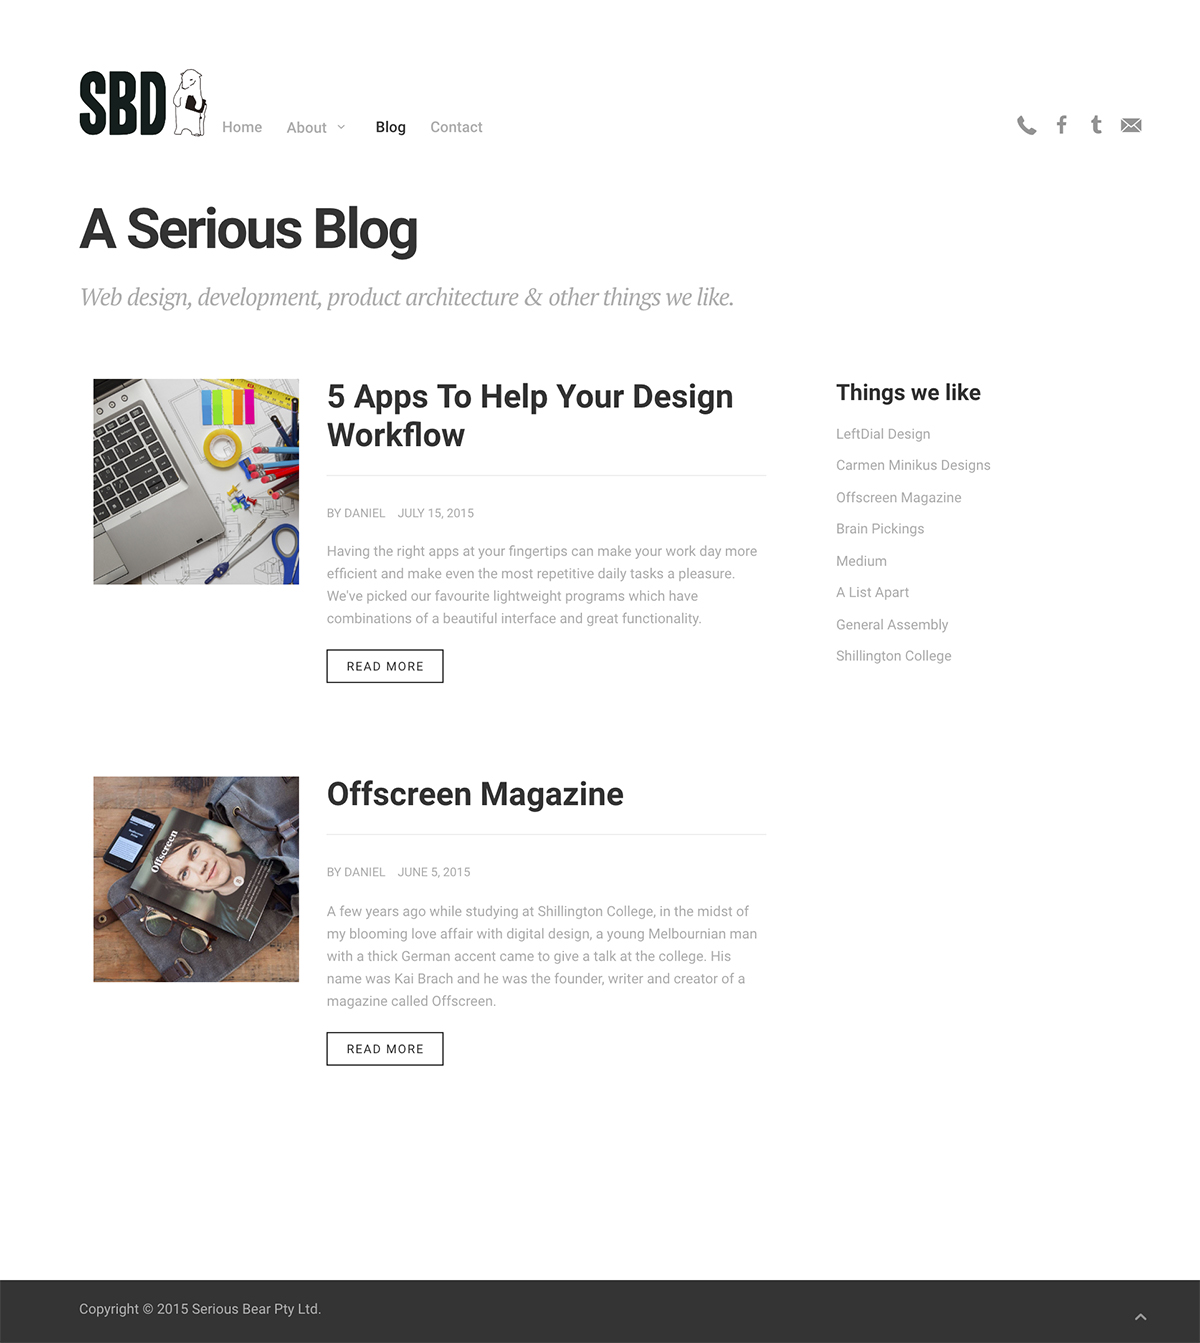 SBD
Home About Blog Contact
A Serious Blog
Web design, development, product architecture & other things we like.
5 Apps To Help Your Design
Workflow
BY DANIEL JULY 15, 2015
Having the right apps at your fingertips can make your work day more
efficient and make even the most repetitive daily tasks a pleasure.
We've picked our favourite lightweight programs which have
combinations of a beautiful interface and great functionality.
READ MORE
Offscreen
Offscreen Magazine
BY DANIEL JUNE 5, 2015
A few years ago while studying at Shillington College, in the midst of
my blooming love affair with digital design, a young Melbournian man
with a thick German accent came to give a talk at the college. His
name was Kai Brach and he was the founder, writer and creator of a
magazine called Offscreen.
READ MORE
Things we like
LeftDial Design
Carmen Minikus Designs
Offscreen Magazine
Brain Pickings
Medium
A List Apart
General Assembly
Shillington College
Copyright © 2015 Serious Bear Pty Ltd.